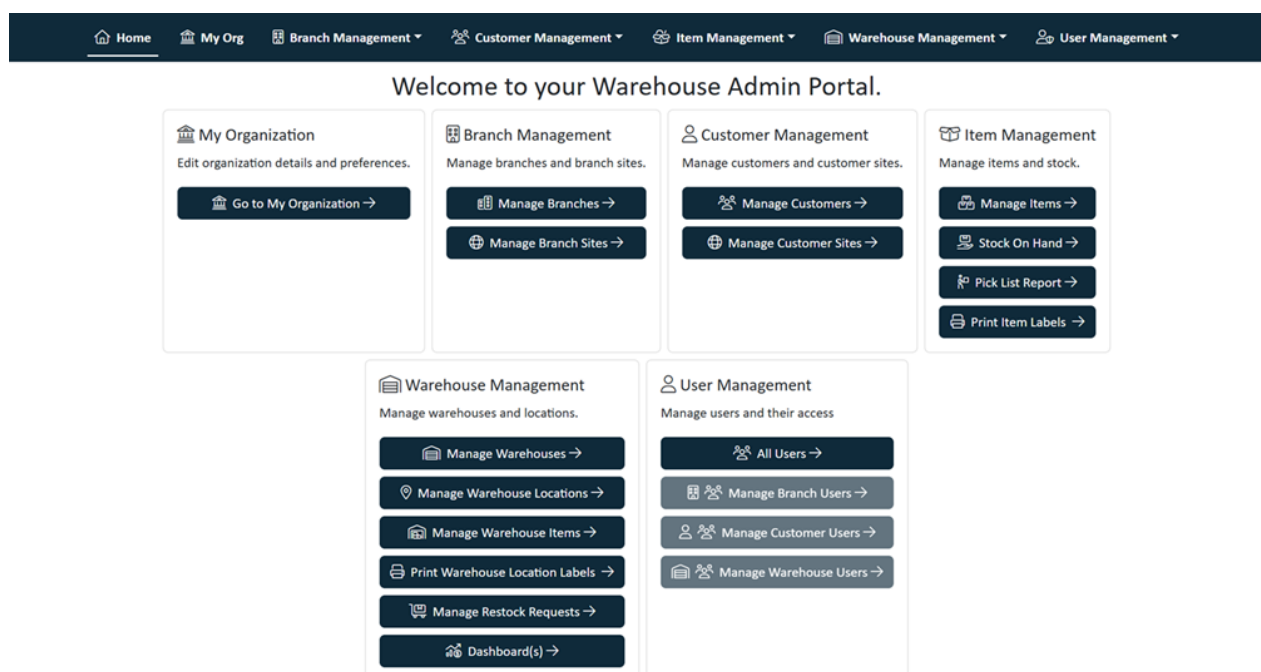 Home My Org Branch Management Customer Management Item Management Warehouse Management User Management
Welcome to your Warehouse Admin Portal.
My Organization
Edit organization details and preferences.
Go to My Organization →
Branch Management
Manage branches and branch sites.
Manage Branches →
Manage Branch Sites →
Customer Management
Manage customers and customer sites.
Manage Customers →
Manage Customer Sites →
Item Management
Manage items and stock.
Manage Items →
Stock On Hand →
Pick List Report →
Print Item Labels →
Warehouse Management
Manage warehouses and locations.
Manage Warehouses →
Manage Warehouse Locations →
Manage Warehouse Items →
Print Warehouse Location Labels →
Manage Restock Requests →
Dashboard(s) →
User Management
Manage users and their access
All Users →
Manage Branch Users →
Manage Customer Users →
Manage Warehouse Users →